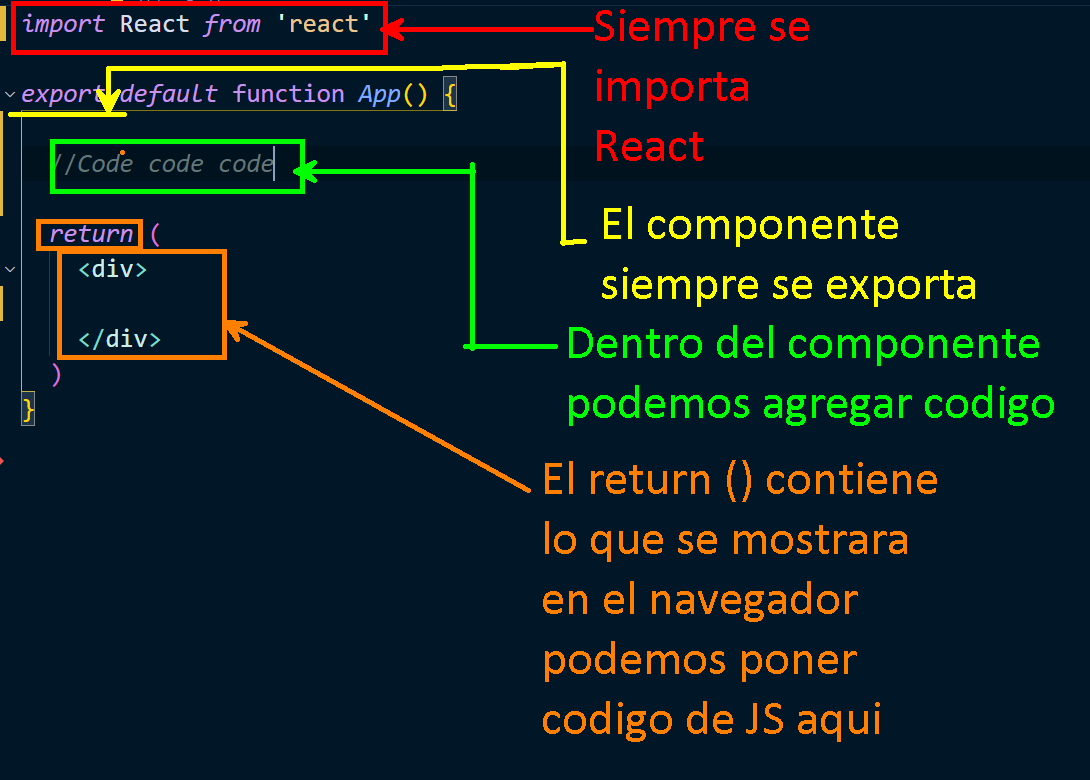 import React from 'react'
Siempre se
importa
React
export default function App() {
//Code code code
El componente
siempre se exporta
return (
<div>
</div>
)
}
Dentro del componente
podemos agregar codigo
El return () contiene
lo que se mostrara
en el navegador
podemos poner
codigo de JS aqui